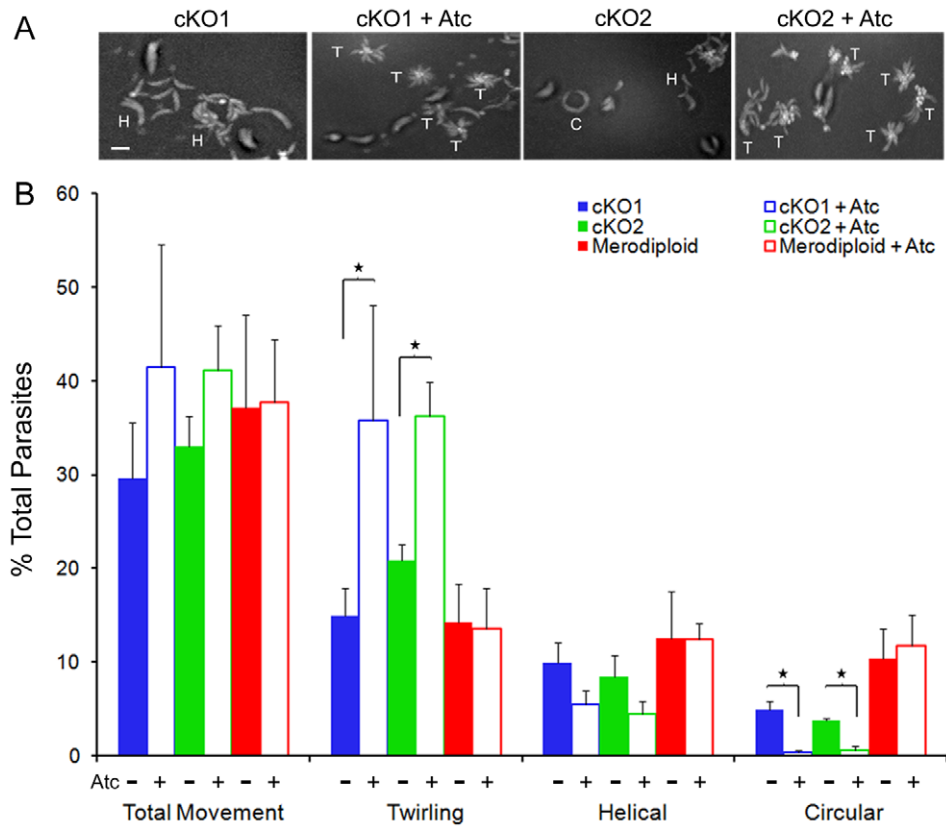 A
cKO1 cKO1 + Atc cKO2 cKO2 + Atc
H H T T T T T C H T T T T T T
B
% Total Parasites
60
50
40
30
20
10
0
cKO1 cKO1 + Atc
cKO2 cKO2 + Atc
Merodiploid Merodiploid + Atc
★ ★ ★ ★
Atc - + - + - + - + - + - + - + - + - + - + - + - +
Total Movement Twirling Helical Circular